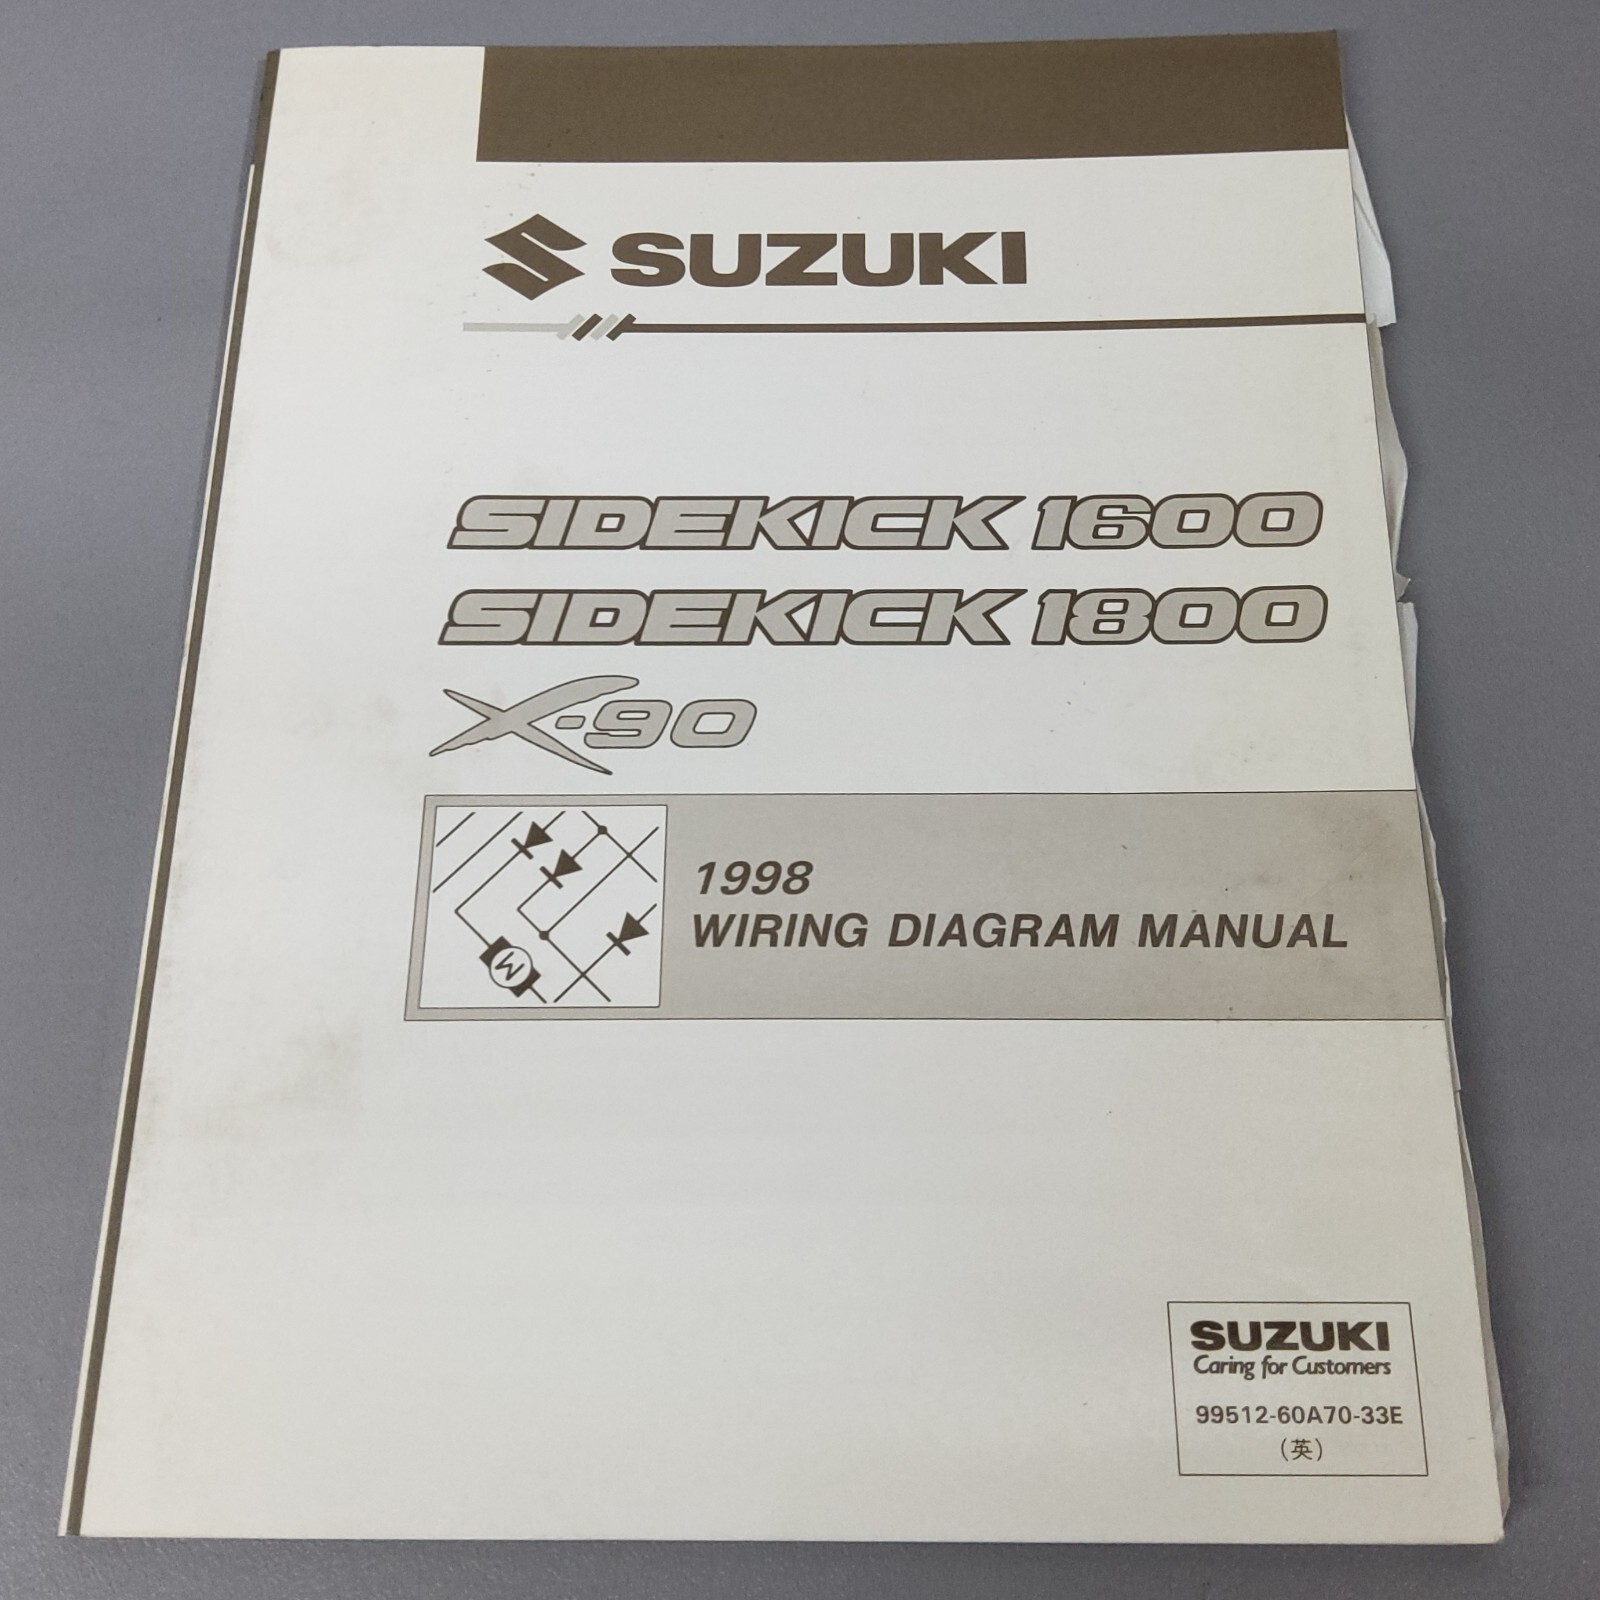 SUZUKI
SIDEKICK 1600
SIDEKICK 1800
X-90
M
1998
WIRING DIAGRAM MANUAL
SUZUKI
Caring for Customers
99512-60A70-33E
(英)